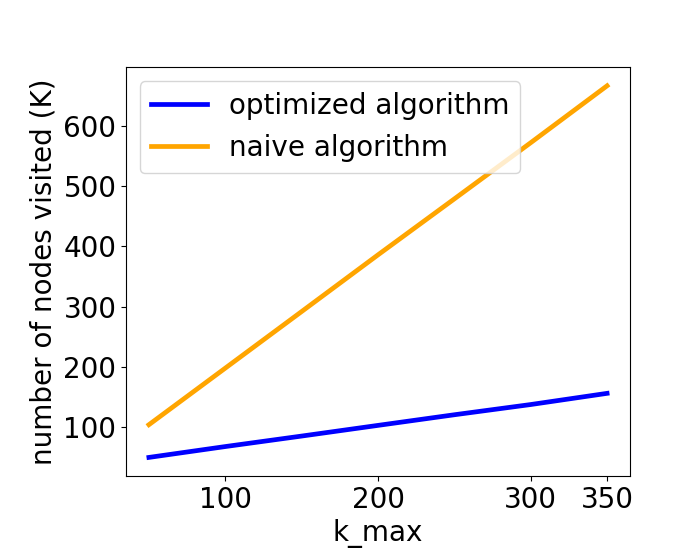 optimized algorithm
naive algorithm
number of nodes visited (K)
600
500
400
300
200
100
100 200 300 350
k_max